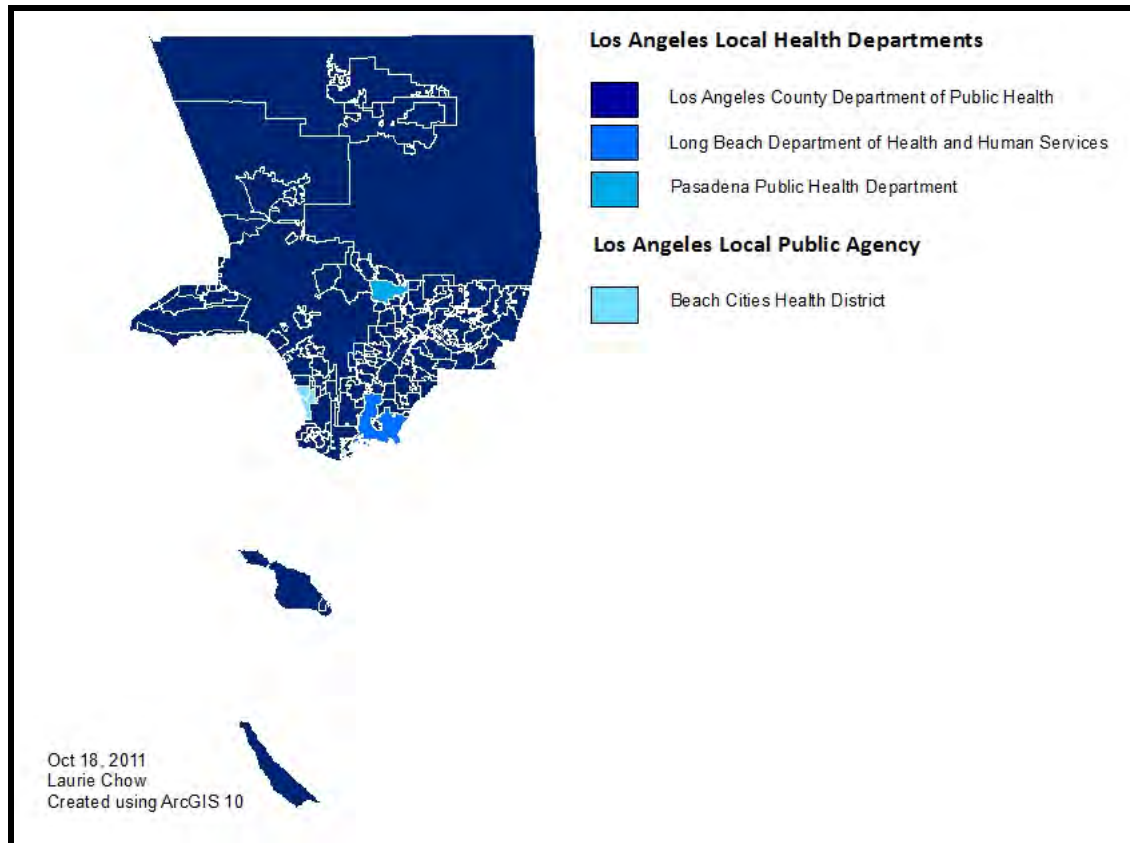 Los Angeles Local Health Departments
Los Angeles County Department of Public Health
Long Beach Department of Health and Human Services
Pasadena Public Health Department
Los Angeles Local Public Agency
Beach Cities Health District
Oct 18, 2011
Laurie Chow
Created using ArcGIS 10